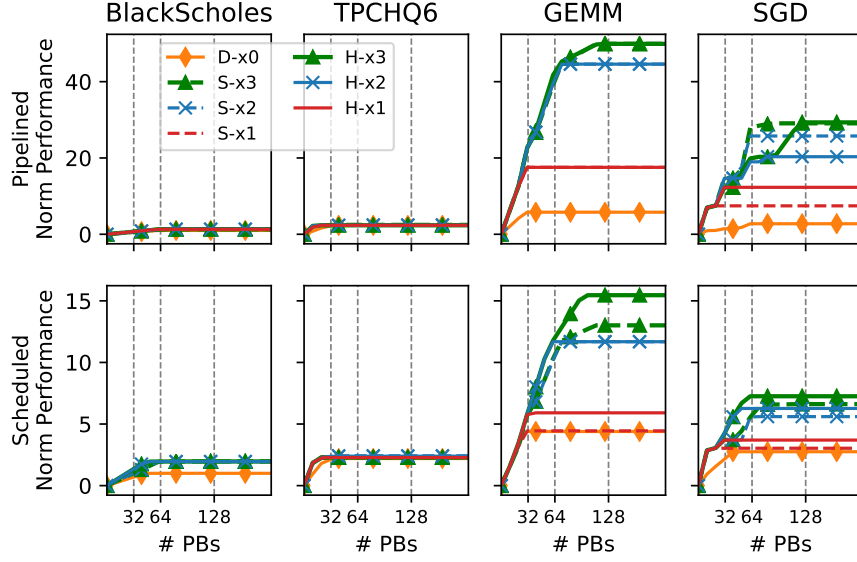 BlackScholes TPCHQ6 GEMM SGD
Pipelined
Norm Performance
40
20
0
D-x0 H-x3
S-x3 H-x2
S-x2 H-x1
S-x1
Scheduled
Norm Performance
15
10
5
0
32 64 128 32 64 128 32 64 128 32 64 128
# PBs # PBs # PBs # PBs